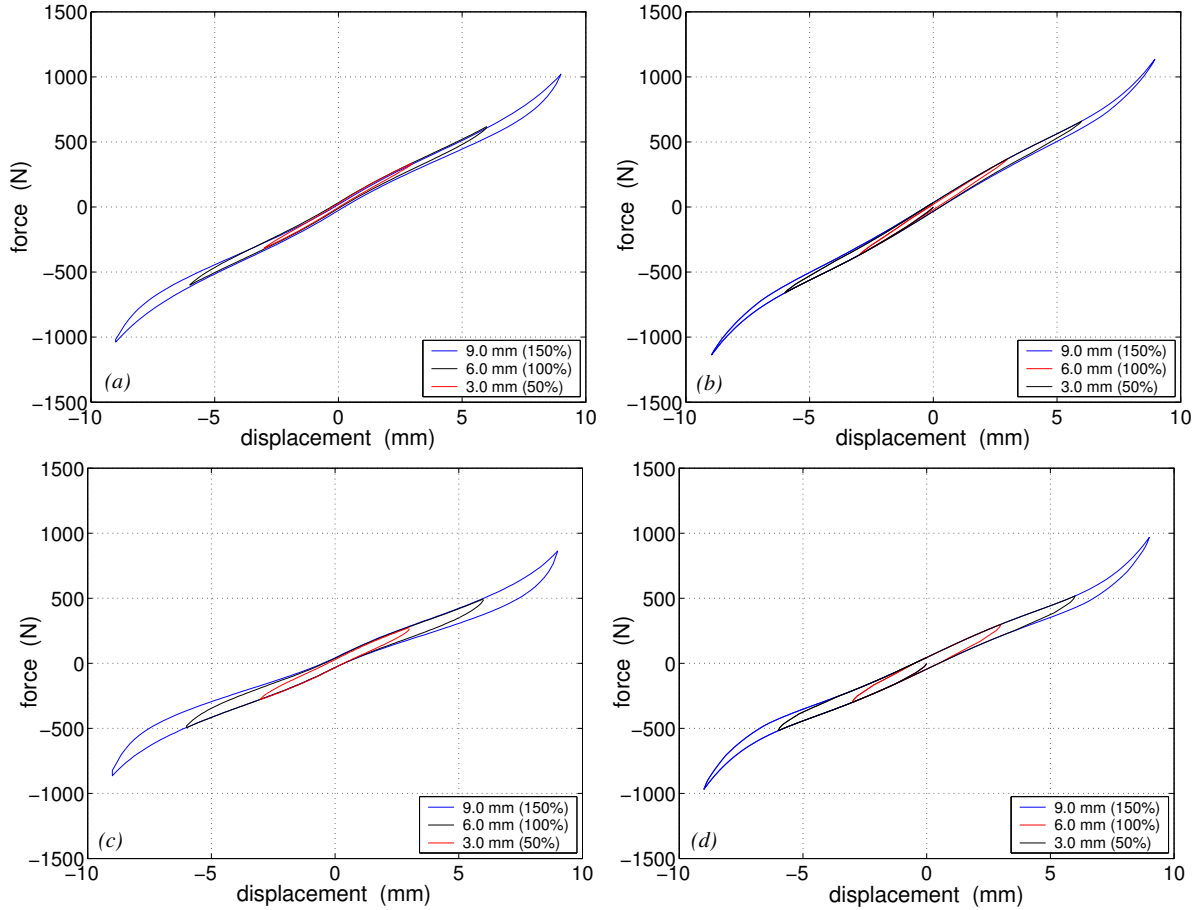 1500
1000
500
0
−500
−1000
−1500
force (N)
−10 −5 0 5 10
displacement (mm)
9.0 mm (150%)
6.0 mm (100%)
3.0 mm (50%)
(a)
1500
1000
500
0
−500
−1000
−1500
force (N)
−10 −5 0 5 10
displacement (mm)
9.0 mm (150%)
6.0 mm (100%)
3.0 mm (50%)
(b)
1500
1000
500
0
−500
−1000
−1500
force (N)
−10 −5 0 5 10
displacement (mm)
9.0 mm (150%)
6.0 mm (100%)
3.0 mm (50%)
(c)
1500
1000
500
0
−500
−1000
−1500
force (N)
−10 −5 0 5 10
displacement (mm)
9.0 mm (150%)
6.0 mm (100%)
3.0 mm (50%)
(d)